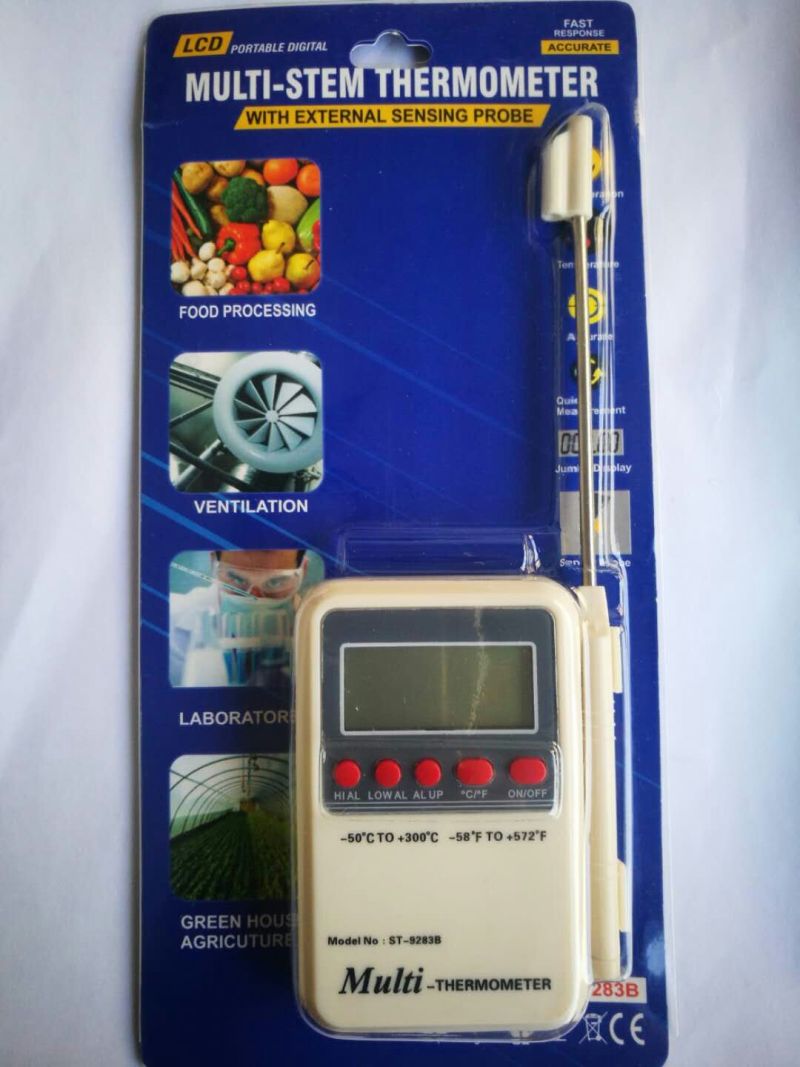 LCD PORTABLE DIGITAL
FAST
RESPONSE
ACCURATE
MULTI-STEM THERMOMETER
WITH EXTERNAL SENSING PROBE
FOOD PROCESSING
VENTILATION
LABORATOR
GREEN HOUS
AGRICUTURE
HI AL LOW AL AL UP °C/°F ON/OFF
-50°C TO +300°C -58°F TO +572°F
Model No : ST-9283B
Multi -THERMOMETER
283B
CE